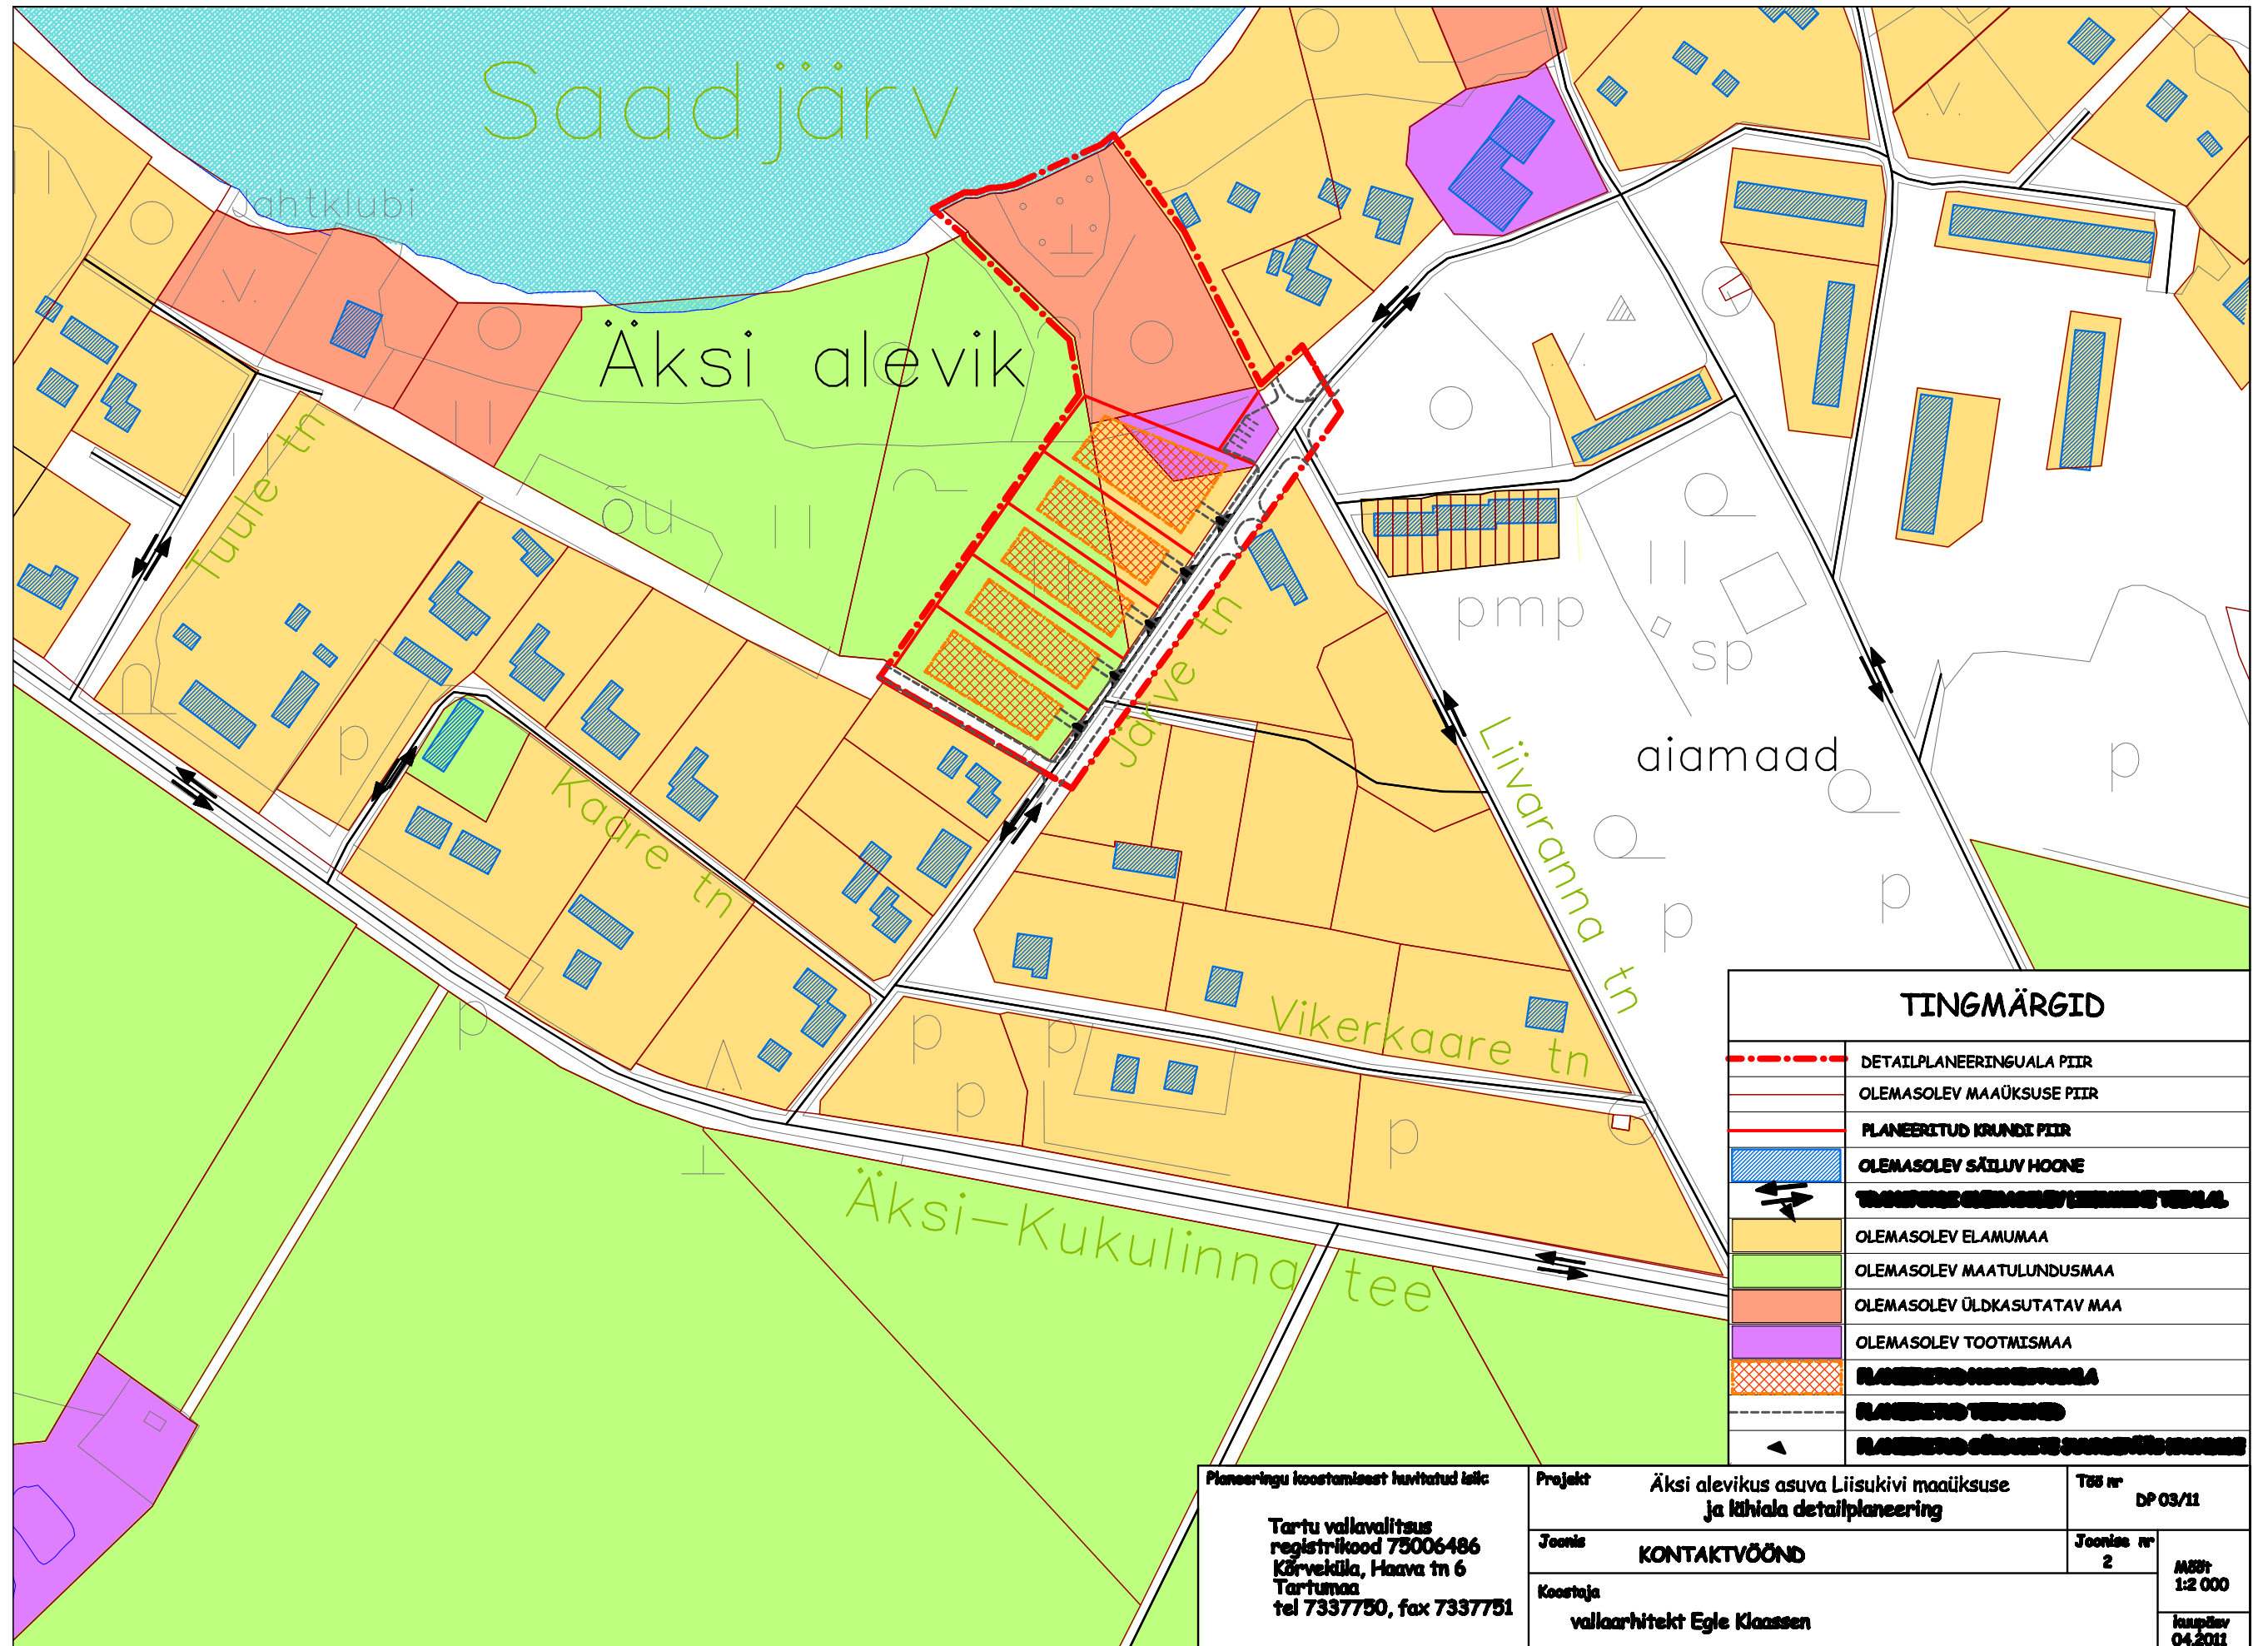 Saadjärv
Jahtklubi
Äksi alevik
Tuule tn
õu
Järve tn
pmp
sp
aiamaad
p
p
Kaare tn
Liivaranna tn
p
p
p
p
p
p
p
Vikerkaare tn
Äksi-Kukulinna tee
TINGMÄRGID
DETAILPLANEERINGUALA PIIR
OLEMASOLEV MAAÜKSUSE PIIR
PLANEERITUD KRUNDI PIIR
OLEMASOLEV SÄILUV HOONE
OLEMASOLEV ELAMUMAA
OLEMASOLEV MAATULUNDUSMAA
OLEMASOLEV ÜLDKASUTATAV MAA
OLEMASOLEV TOOTMISMAA
PLANEERITUD HOONESTUSALA
PLANEERITUD
PLANEERITUD
Planeeringu koostamisest huvitatud isik:
Tartu vallavalitsus
registrikood 75006486
Kõrveküla, Haava tn 6
Tartumaa
tel 7337750, fax 7337751
Projekt
Äksi alevikus asuva Liisukivi maaüksuse
ja lähiala detailplaneering
Töö nr
DP 03/11
Joonis
KONTAKTVÖÖND
Joonise nr
2
Mõõt
1:2 000
Koostaja
vallaarhitekt Egle Klaassen
kuupäev
04.2011